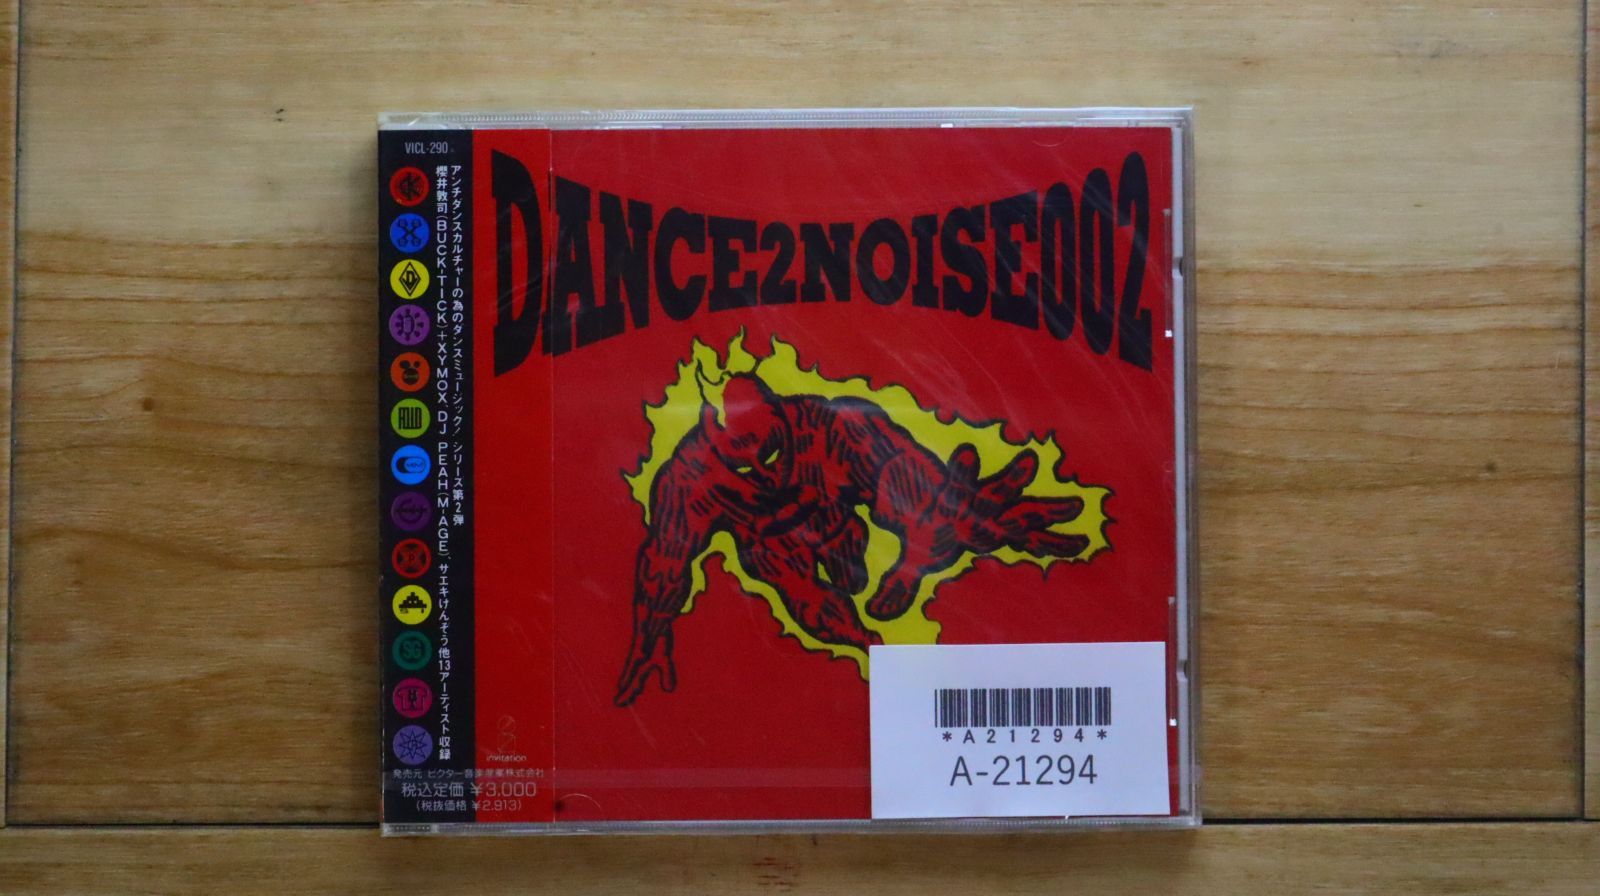 VICL-290
アンチダンスカルチャーの為のダンスミュージック!シリーズ第2弾
櫻井敦司(BUCK-TICK)+XYMOX、DJ PEAH(M-AGE)、サエキけんぞう他13アーティスト収録
invitation
発売元 ビクター音楽産業株式会社
税込定価 ¥3,000
(税抜価格 ¥2,913)
DANCE2NOISE002
*A21294*
A-21294